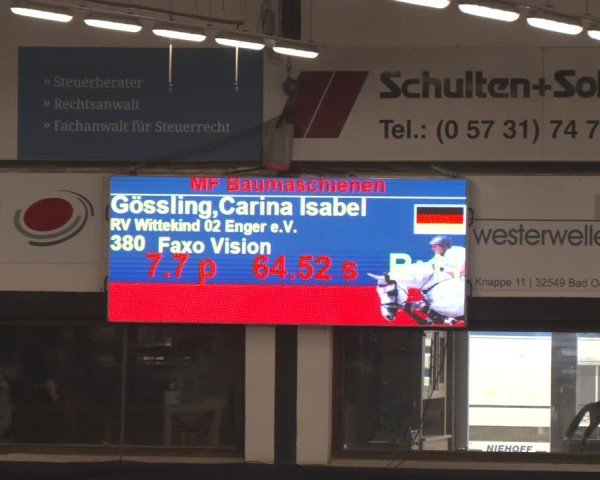 » Steuerberater
» Rechtsanwalt
» Fachanwalt für Steuerrecht
Schulten+
Tel.: (0 57 31) 74 7
MF Baumaschienen
Gössling,Carina Isabel
RV Wittekind 02 Enger e.V.
380 Faxo Vision
7.7 p 64.52 s
westerwelle
Knappe 11 | 32549 Bad
NIEHOFF